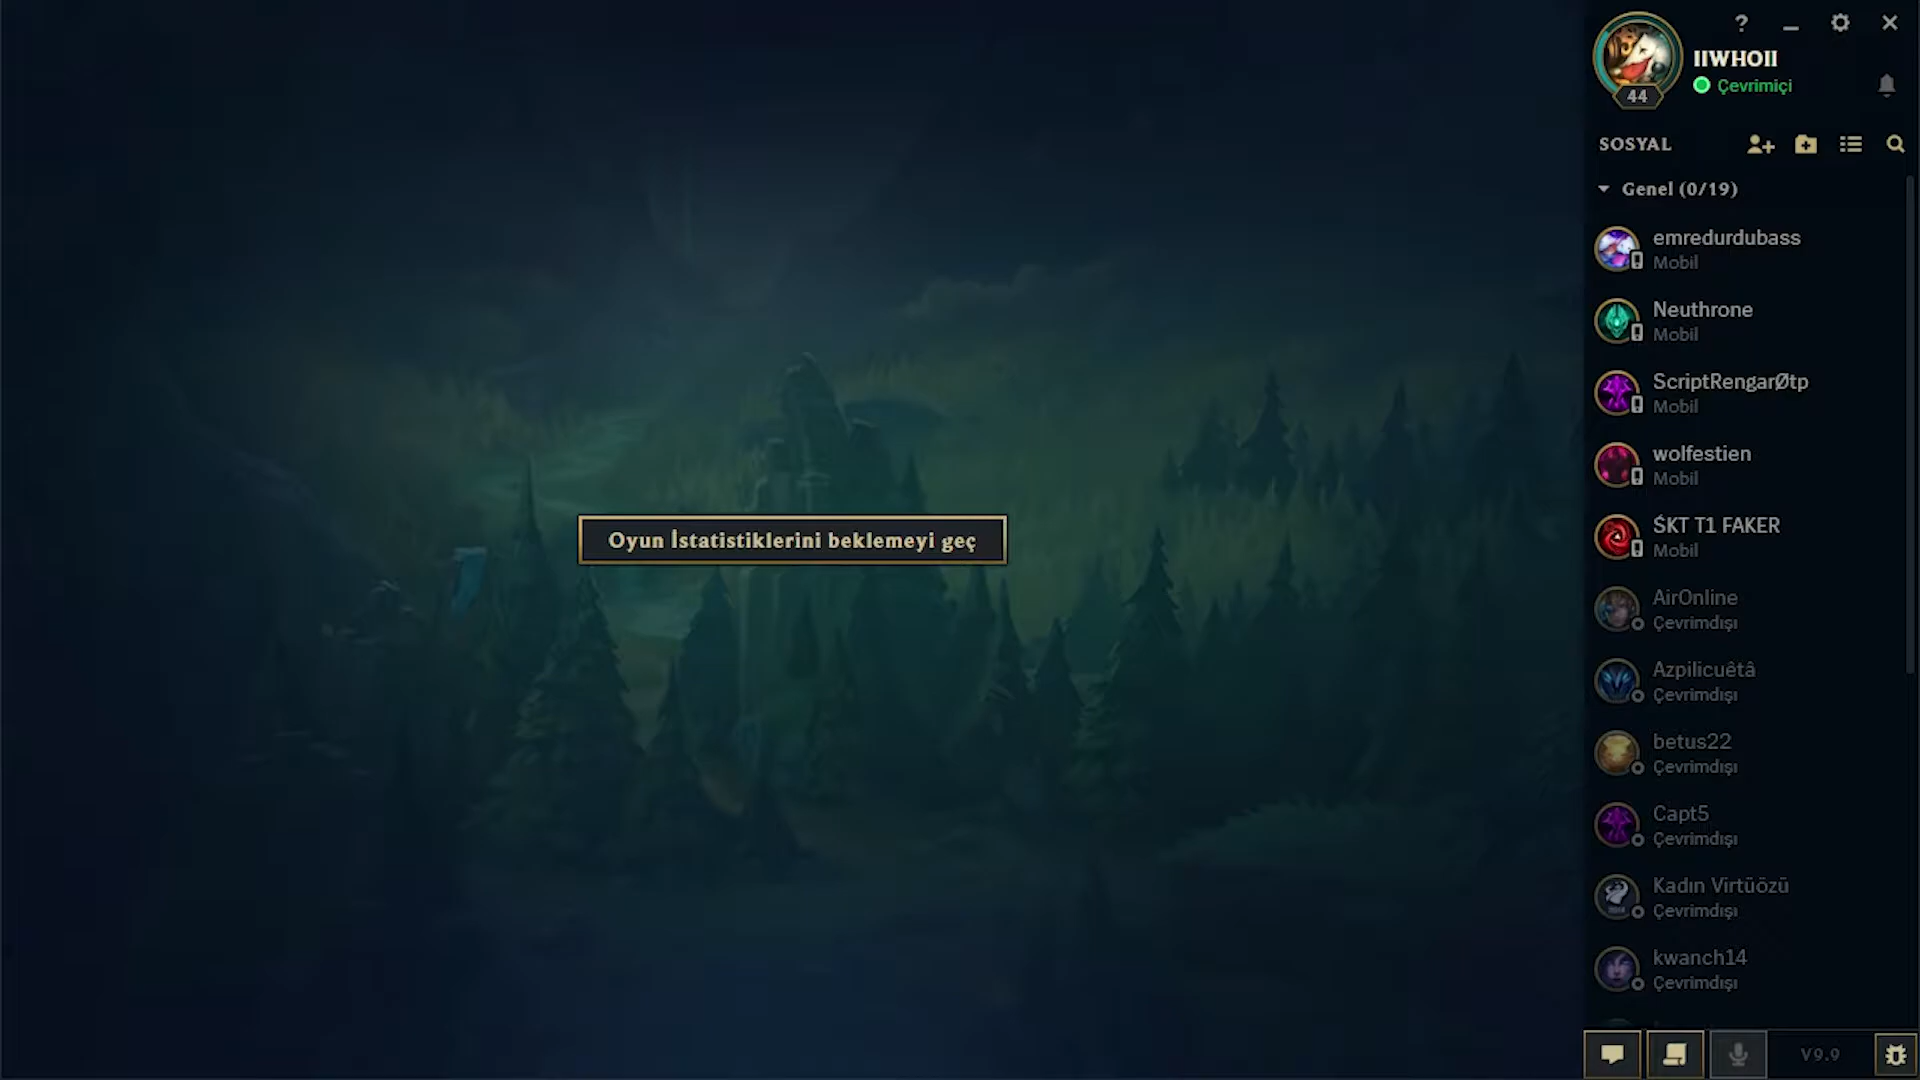 ?
IIWHOII
Çevrimiçi
44
SOSYAL
Genel (0/19)
emredurdubass
Mobil
Neuthrone
Mobil
ScriptRengarØtp
Mobil
wolfestien
Mobil
ŚKT T1 FAKER
Mobil
AirOnline
Çevrimdışı
Azpilicuêtâ
Çevrimdışı
betus22
Çevrimdışı
Capt5
Çevrimdışı
Kadın Virtüözü
Çevrimdışı
kwanch14
Çevrimdışı
Oyun İstatistiklerini beklemeyi geç
V9.9